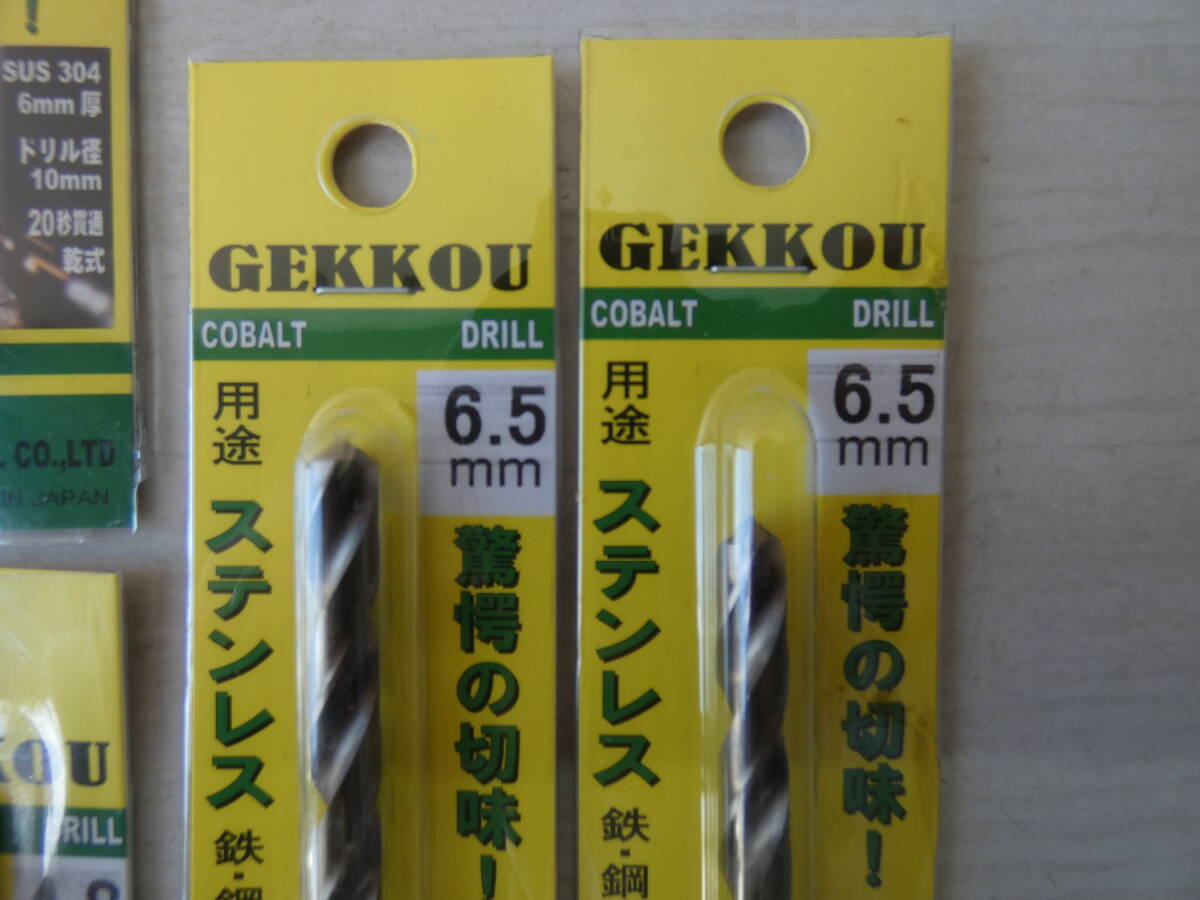 !
SUS 304
6mm 厚
ドリル径
10mm
20秒貫通
乾式
CO.,LTD
IN JAPAN
KOU
DRILL
4.8
GEKKOU
COBALT DRILL
用途
ステンレス
鉄・鋼
6.5
mm
驚愕の切味!
GEKKOU
COBALT DRILL
用途
ステンレス
鉄・鋼
6.5
mm
驚愕の切味!